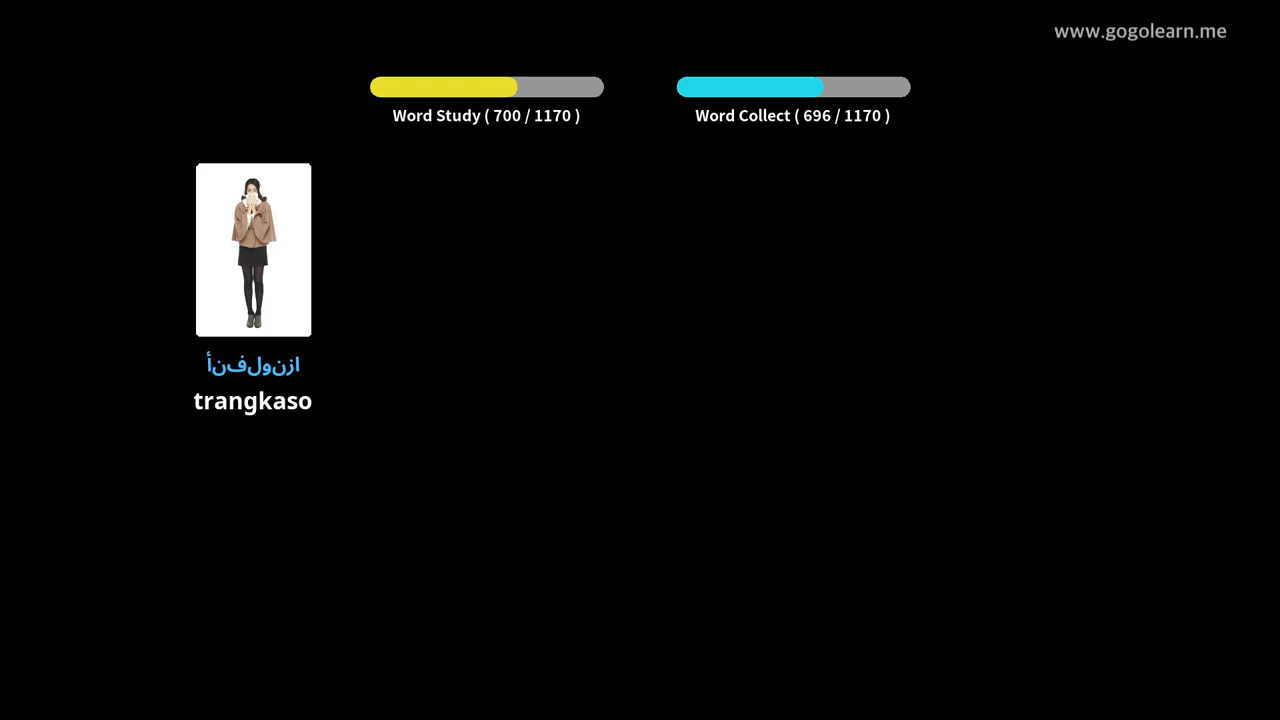 www.gogolearn.me
Word Study ( 700 / 1170 )
Word Collect ( 696 / 1170 )
أنفلونزا
trangkaso